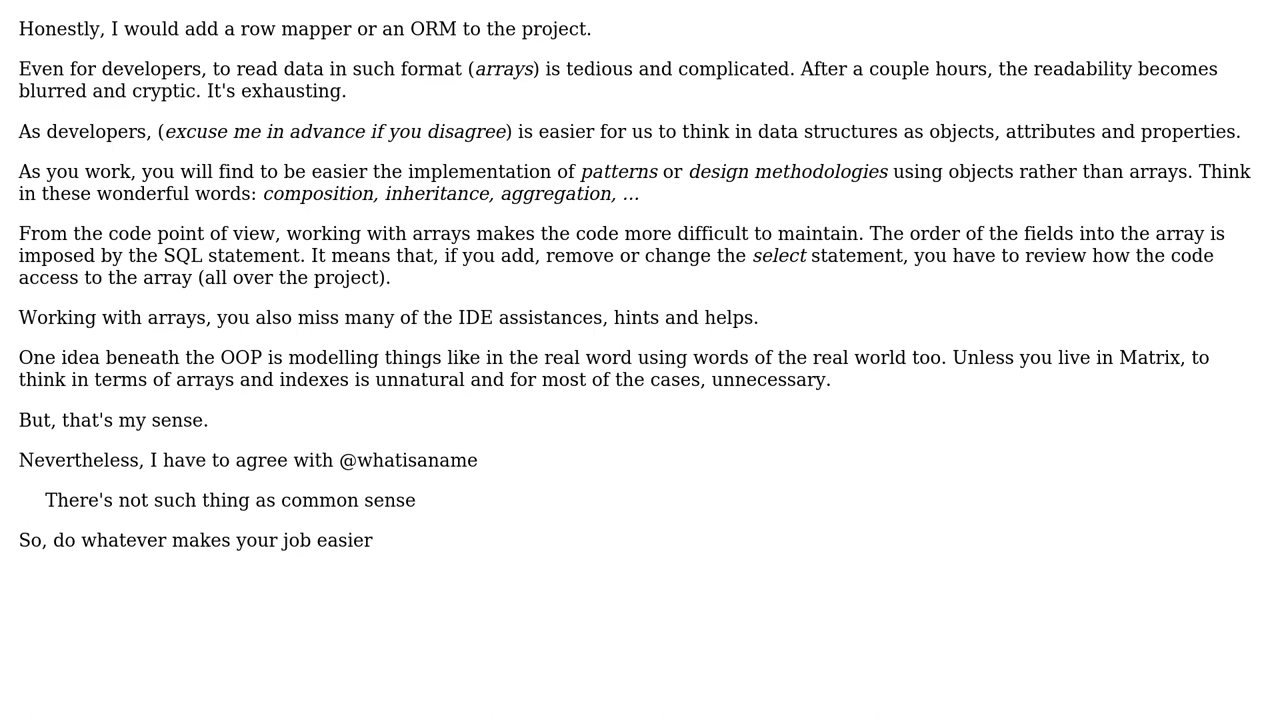 Honestly, I would add a row mapper or an ORM to the project.
Even for developers, to read data in such format (arrays) is tedious and complicated. After a couple hours, the readability becomes
blurred and cryptic. It's exhausting.
As developers, (excuse me in advance if you disagree) is easier for us to think in data structures as objects, attributes and properties.
As you work, you will find to be easier the implementation of patterns or design methodologies using objects rather than arrays. Think
in these wonderful words: composition, inheritance, aggregation, ...
From the code point of view, working with arrays makes the code more difficult to maintain. The order of the fields into the array is
imposed by the SQL statement. It means that, if you add, remove or change the select statement, you have to review how the code
access to the array (all over the project).
Working with arrays, you also miss many of the IDE assistances, hints and helps.
One idea beneath the OOP is modelling things like in the real word using words of the real world too. Unless you live in Matrix, to
think in terms of arrays and indexes is unnatural and for most of the cases, unnecessary.
But, that's my sense.
Nevertheless, I have to agree with @whatisaname
There's not such thing as common sense
So, do whatever makes your job easier